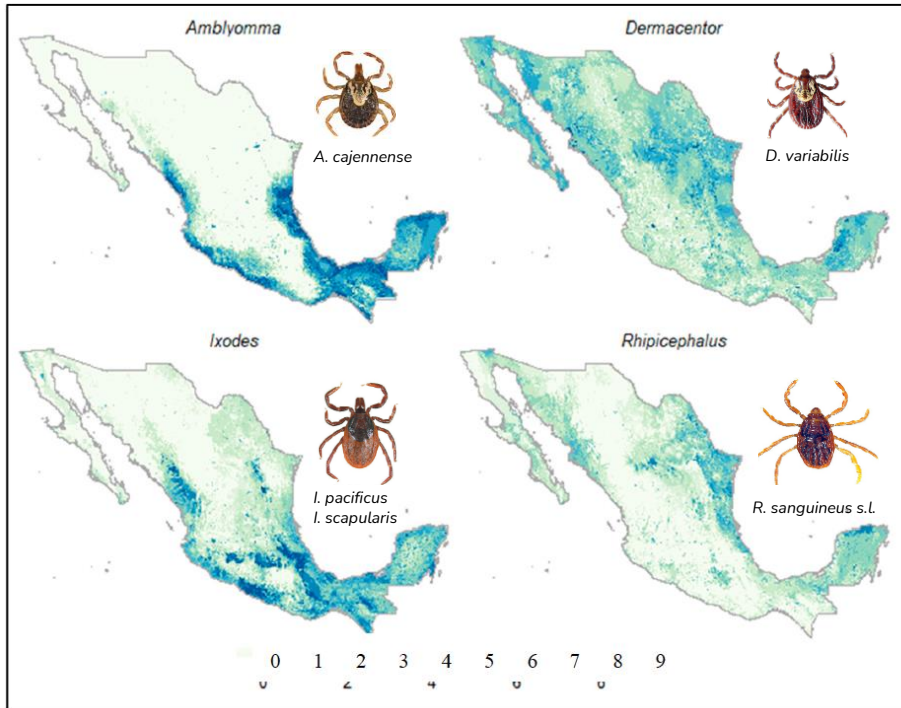 Amblyomma
Dermacentor
A. cajennense
D. variabilis
Ixodes
Rhipicephalus
I. pacificus
I. scapularis
R. sanguineus s.l.
0 1 2 3 4 5 6 7 8 9